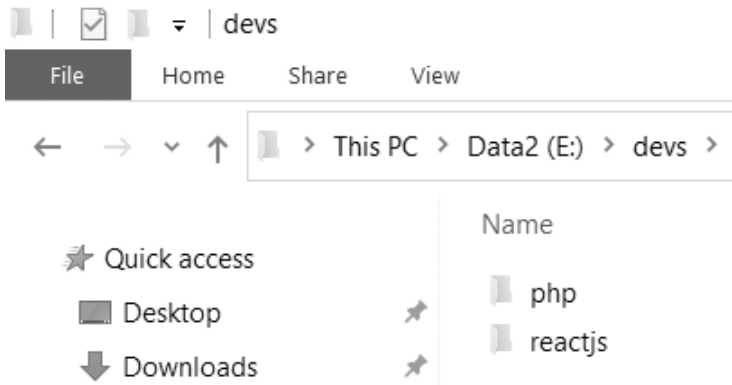 devs
File Home Share View
This PC > Data2 (E:) > devs >
Name
Quick access
php
Desktop
reactjs
Downloads